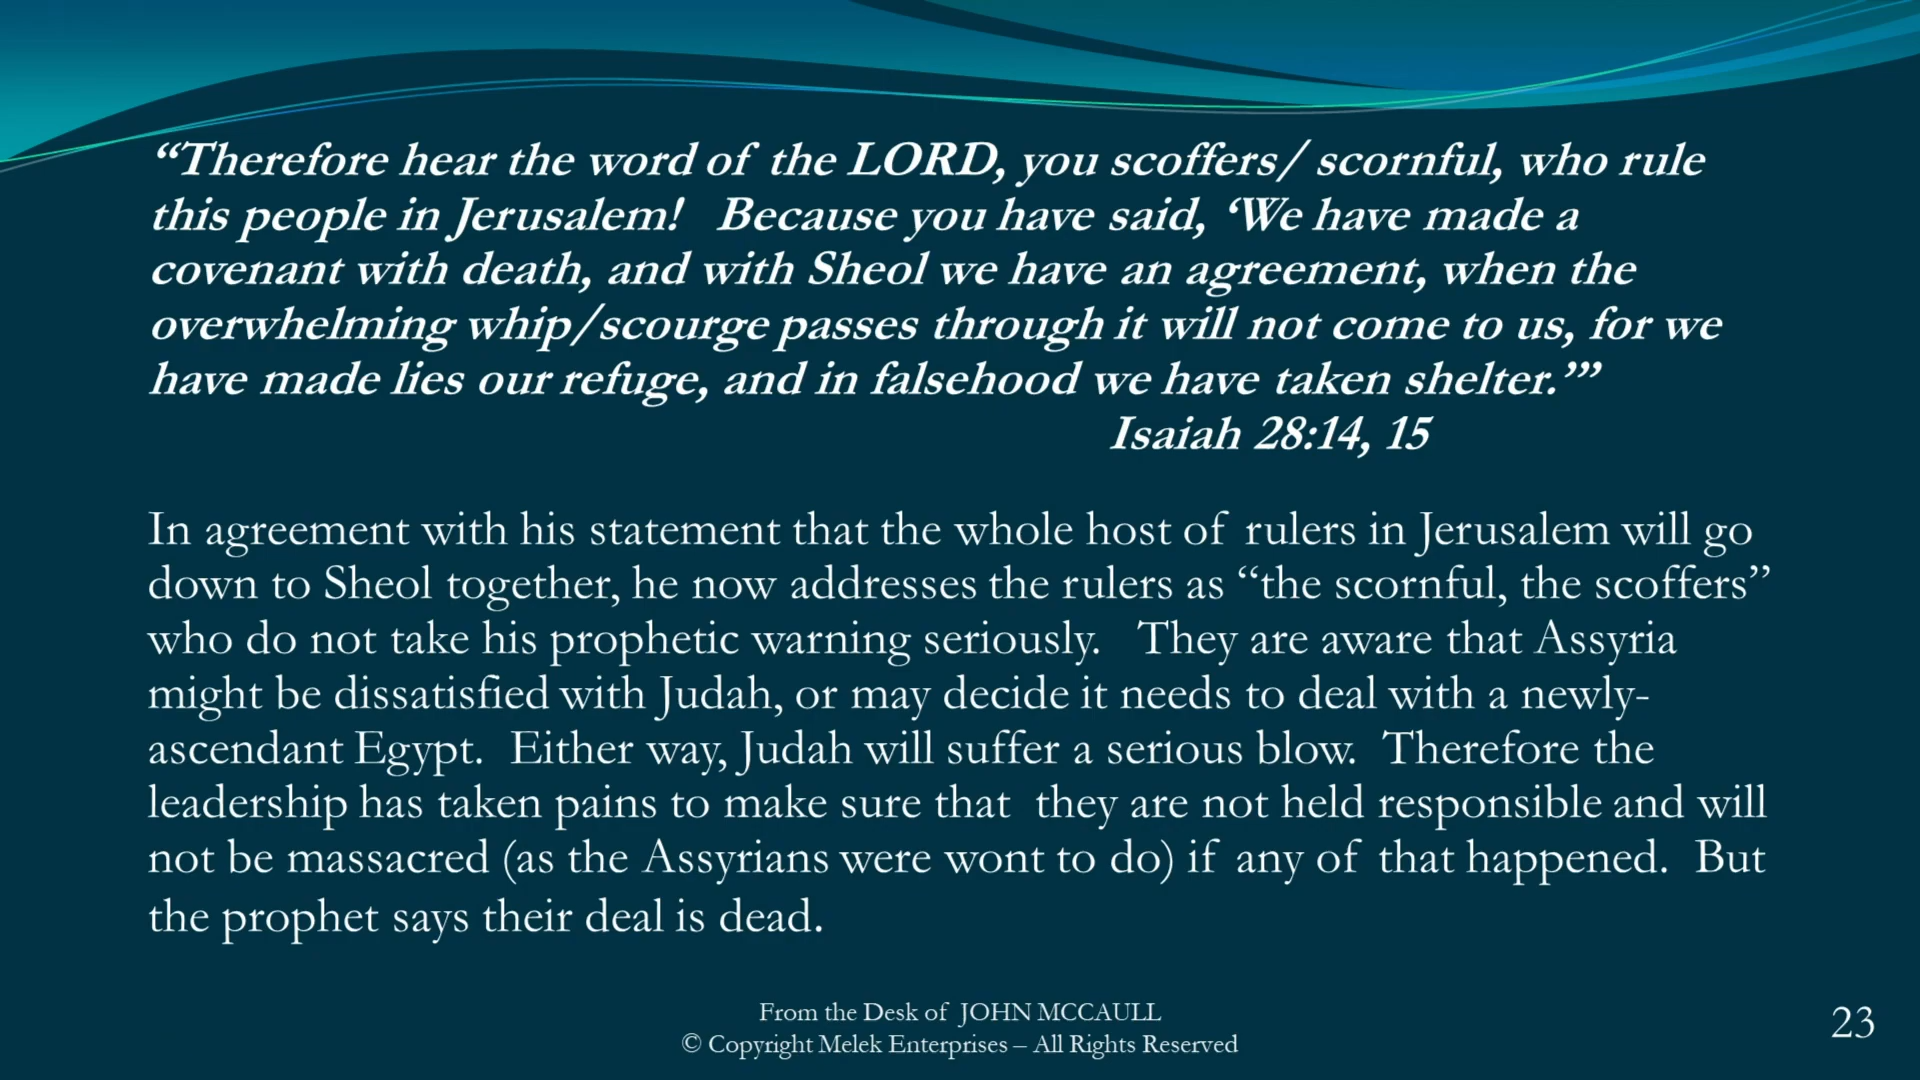 “Therefore hear the word of the LORD, you scoffers/ scornful, who rule
this people in Jerusalem! Because you have said, ‘We have made a
covenant with death, and with Sheol we have an agreement, when the
overwhelming whip/scourge passes through it will not come to us, for we
have made lies our refuge, and in falsehood we have taken shelter.’”
Isaiah 28:14, 15
In agreement with his statement that the whole host of rulers in Jerusalem will go
down to Sheol together, he now addresses the rulers as “the scornful, the scoffers”
who do not take his prophetic warning seriously. They are aware that Assyria
might be dissatisfied with Judah, or may decide it needs to deal with a newly-
ascendant Egypt. Either way, Judah will suffer a serious blow. Therefore the
leadership has taken pains to make sure that they are not held responsible and will
not be massacred (as the Assyrians were wont to do) if any of that happened. But
the prophet says their deal is dead.
From the Desk of JOHN MCCAULL
© Copyright Melek Enterprises – All Rights Reserved
23